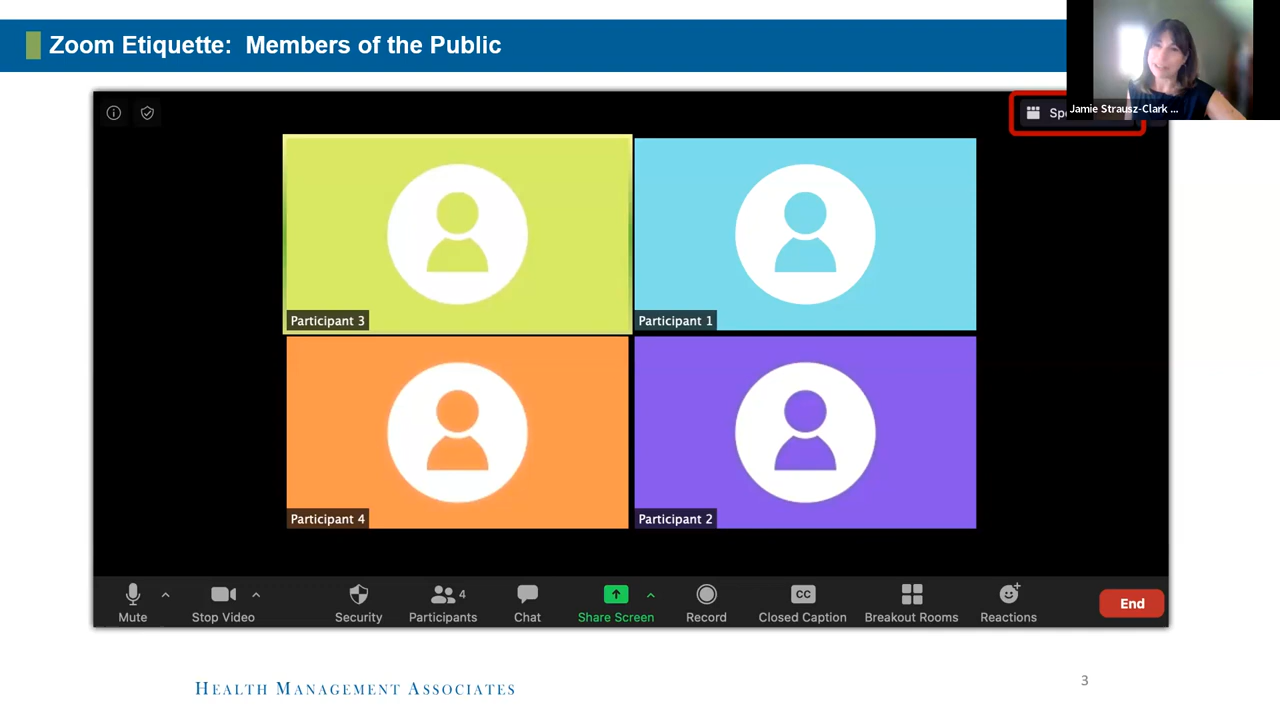 Zoom Etiquette: Members of the Public
Jamie Strausz-Clark ...
Participant 3
Participant 1
Participant 4
Participant 2
4
Mute
Stop Video
Security
Participants
Chat
Share Screen
Record
CC
Closed Caption
Breakout Rooms
Reactions
End
HEALTH MANAGEMENT ASSOCIATES
3